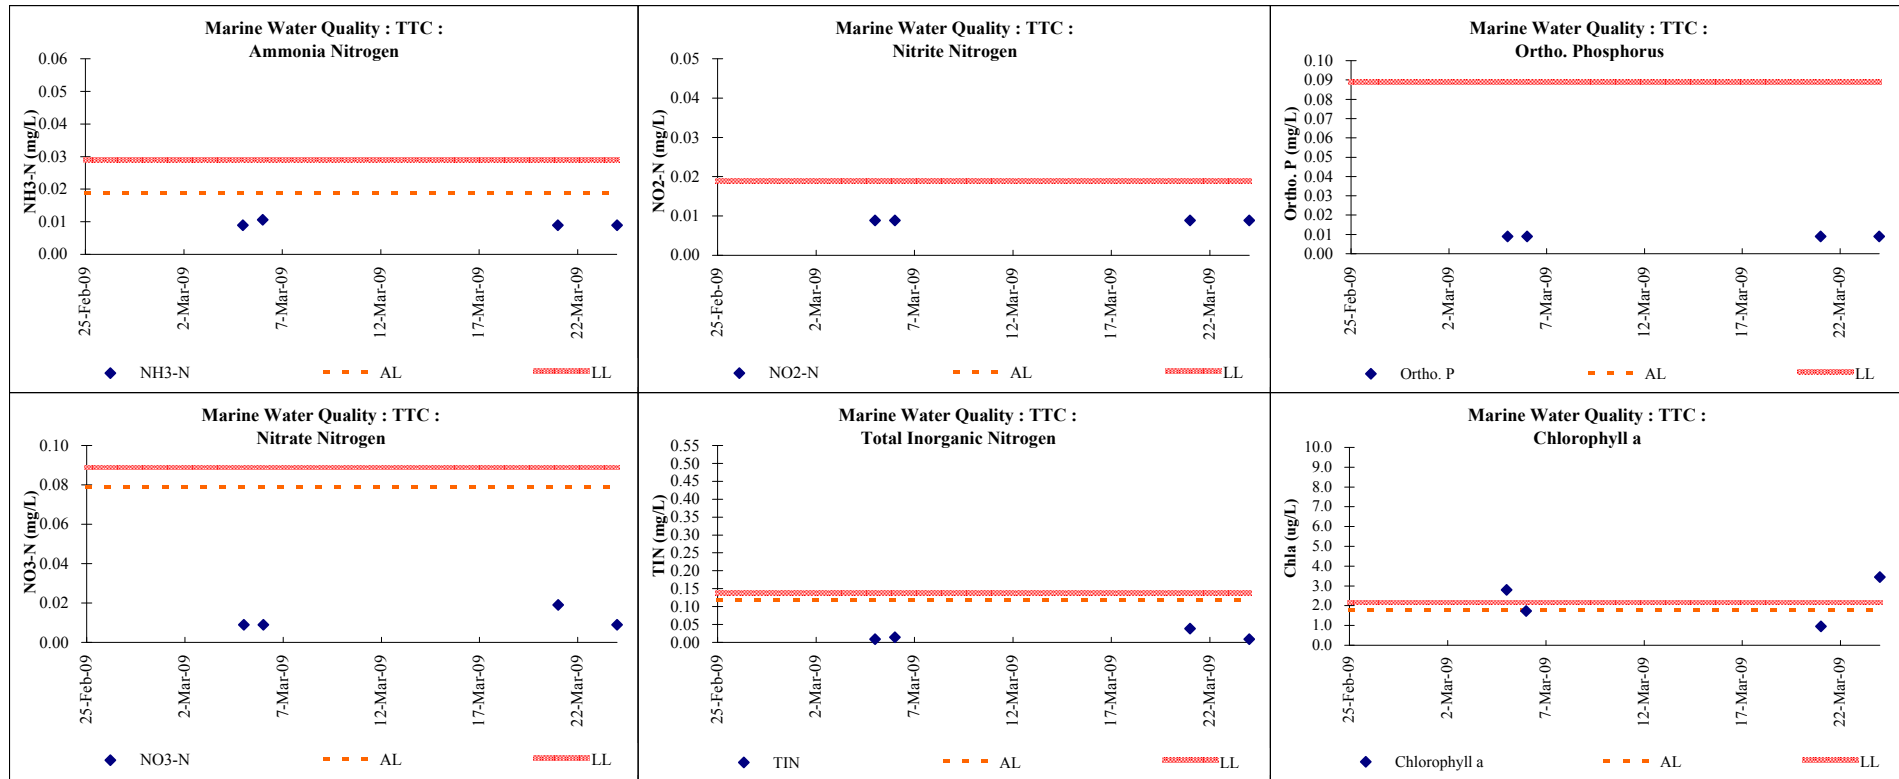 Marine Water Quality : TTC :
Ammonia Nitrogen
NH3-N (mg/L)
0.06
0.05
0.04
0.03
0.02
0.01
0.00
25-Feb-09
2-Mar-09
7-Mar-09
12-Mar-09
17-Mar-09
22-Mar-09
NH3-N
AL
LL
Marine Water Quality : TTC :
Nitrite Nitrogen
NO2-N (mg/L)
0.05
0.04
0.03
0.02
0.01
0.00
25-Feb-09
2-Mar-09
7-Mar-09
12-Mar-09
17-Mar-09
22-Mar-09
NO2-N
AL
LL
Marine Water Quality : TTC :
Ortho. Phosphorus
Ortho. P (mg/L)
0.10
0.09
0.08
0.07
0.06
0.05
0.04
0.03
0.02
0.01
0.00
25-Feb-09
2-Mar-09
7-Mar-09
12-Mar-09
17-Mar-09
22-Mar-09
Ortho. P
AL
LL
Marine Water Quality : TTC :
Nitrate Nitrogen
NO3-N (mg/L)
0.10
0.08
0.06
0.04
0.02
0.00
25-Feb-09
2-Mar-09
7-Mar-09
12-Mar-09
17-Mar-09
22-Mar-09
NO3-N
AL
LL
Marine Water Quality : TTC :
Total Inorganic Nitrogen
TIN (mg/L)
0.55
0.50
0.45
0.40
0.35
0.30
0.25
0.20
0.15
0.10
0.05
0.00
25-Feb-09
2-Mar-09
7-Mar-09
12-Mar-09
17-Mar-09
22-Mar-09
TIN
AL
LL
Marine Water Quality : TTC :
Chlorophyll a
Chla (ug/L)
10.0
9.0
8.0
7.0
6.0
5.0
4.0
3.0
2.0
1.0
0.0
25-Feb-09
2-Mar-09
7-Mar-09
12-Mar-09
17-Mar-09
22-Mar-09
Chlorophyll a
AL
LL